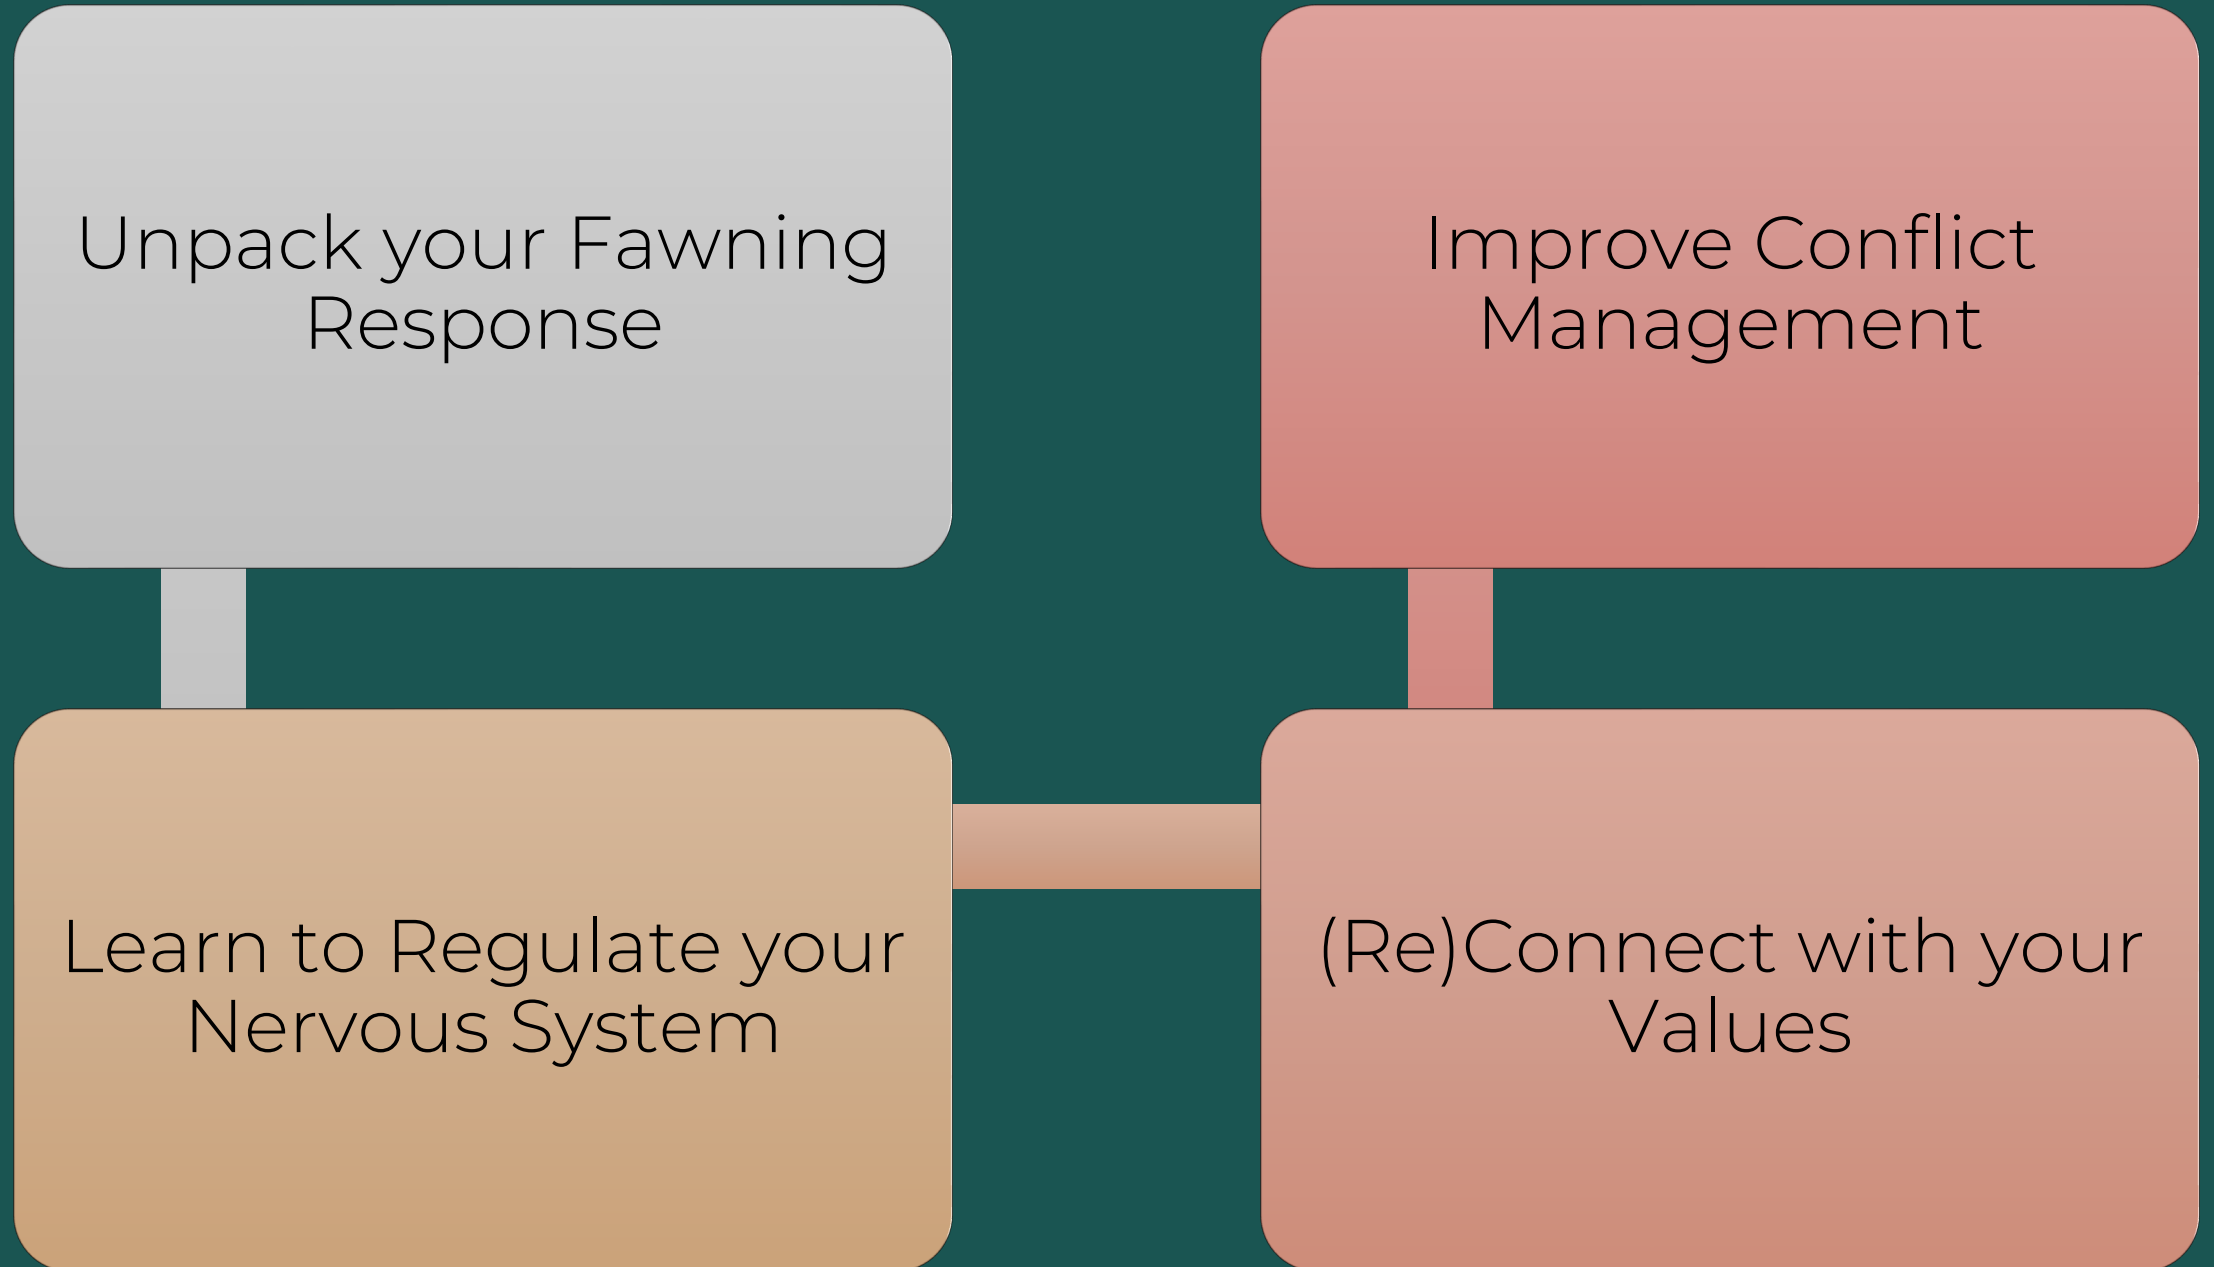 Unpack your Fawning
Response
Learn to Regulate your
Nervous System
(Re)Connect with your
Values
Improve Conflict
Management